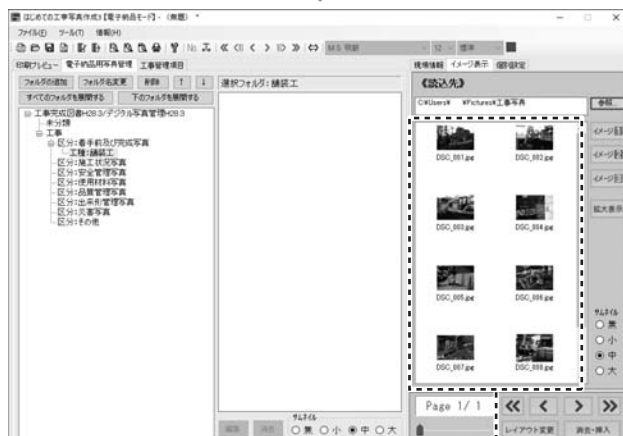 はじめての工事写真作成3【電子納品モード】-（無題） *
ファイル(F) ツール(T) 情報(H)
MS 明朝 12 標準
印刷プレビュー 電子納品用写真管理 工事管理項目
フォルダの追加 フォルダ名変更 削除 ↑ ↓
すべてのフォルダを展開する 下のフォルダを展開する
工事完成図書H28.3/デジタル写真管理H28.3
未分類
工事
区分:着手前及び完成写真
工種:舗装工
区分:施工状況写真
区分:安全管理写真
区分:使用材料写真
区分:品質管理写真
区分:出来形管理写真
区分:災害写真
区分:その他
選択フォルダ:舗装工
サムネイル
編集 消去 無 小 中 大
現場情報 イメージ表示 個別設定
《読込先》
C:¥Users¥ ¥Pictures¥工事写真 参照...
DSC_001.jpg DSC_002.jpg
DSC_003.jpg DSC_004.jpg
DSC_005.jpg DSC_006.jpg
DSC_007.jpg DSC_008.jpg
拡大表示
サムネイル
無
小
中
大
Page 1/ 1
レイアウト変更 消去・挿入